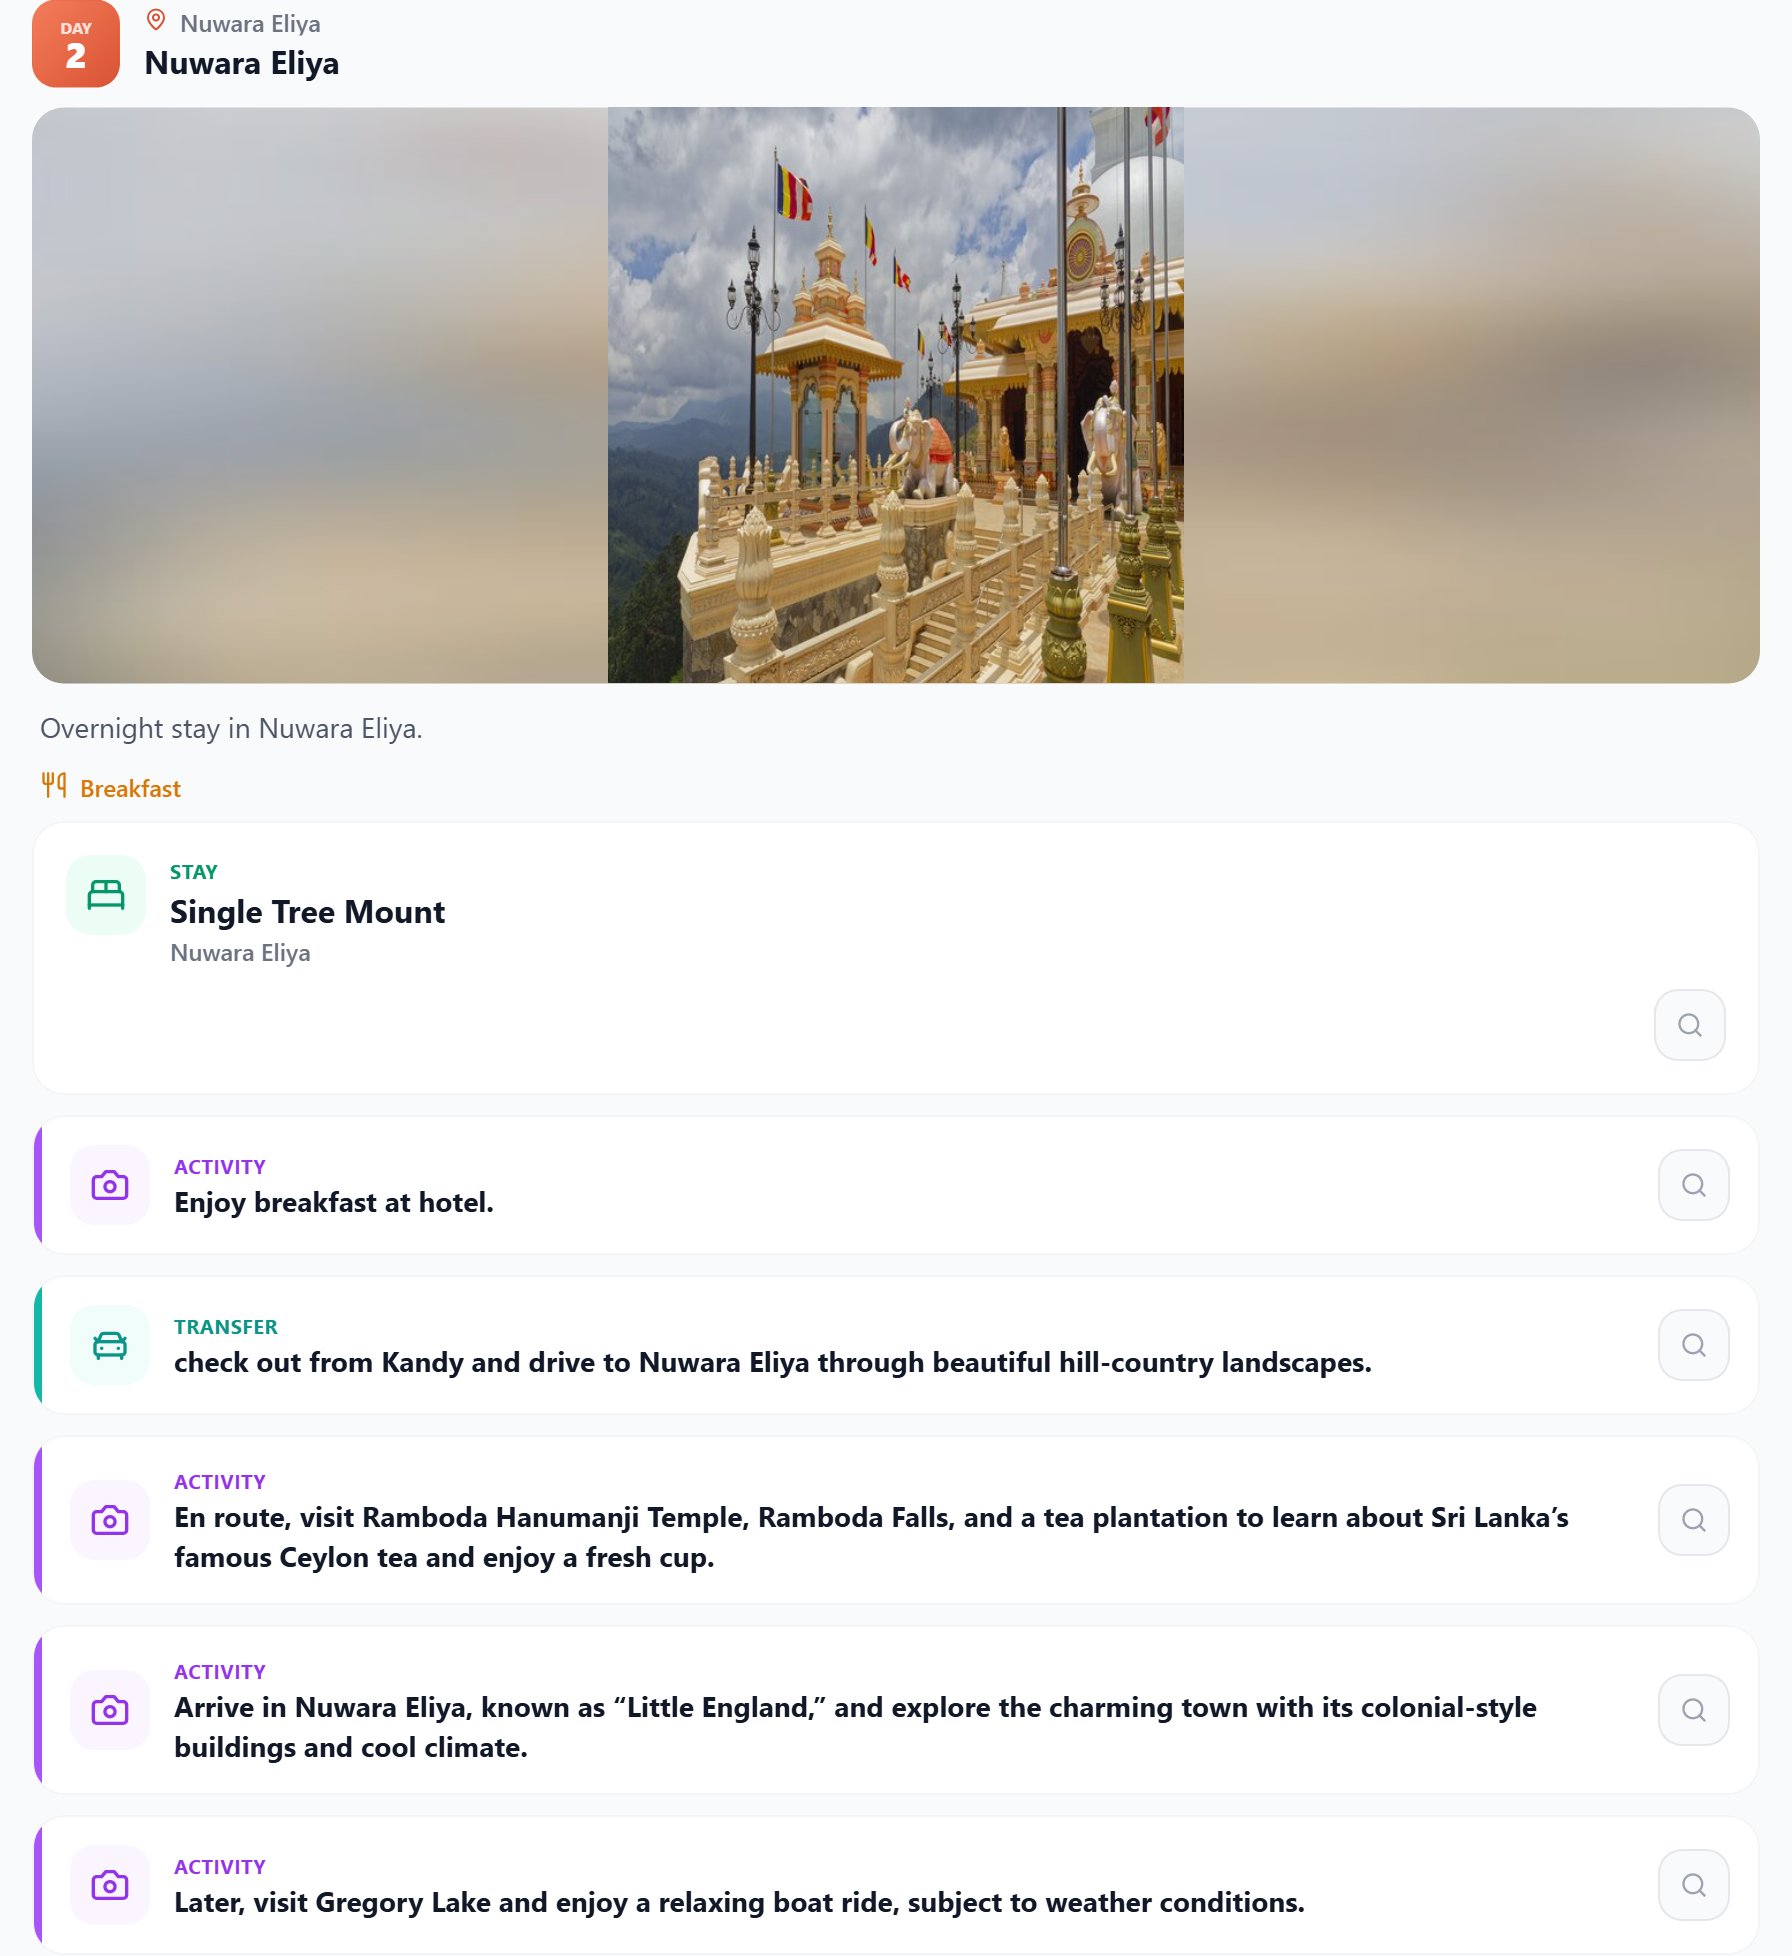 DAY
2
Nuwara Eliya
Nuwara Eliya
Overnight stay in Nuwara Eliya.
Breakfast
STAY
Single Tree Mount
Nuwara Eliya
ACTIVITY
Enjoy breakfast at hotel.
TRANSFER
check out from Kandy and drive to Nuwara Eliya through beautiful hill-country landscapes.
ACTIVITY
En route, visit Ramboda Hanumanji Temple, Ramboda Falls, and a tea plantation to learn about Sri Lanka’s
famous Ceylon tea and enjoy a fresh cup.
ACTIVITY
Arrive in Nuwara Eliya, known as “Little England,” and explore the charming town with its colonial-style
buildings and cool climate.
ACTIVITY
Later, visit Gregory Lake and enjoy a relaxing boat ride, subject to weather conditions.